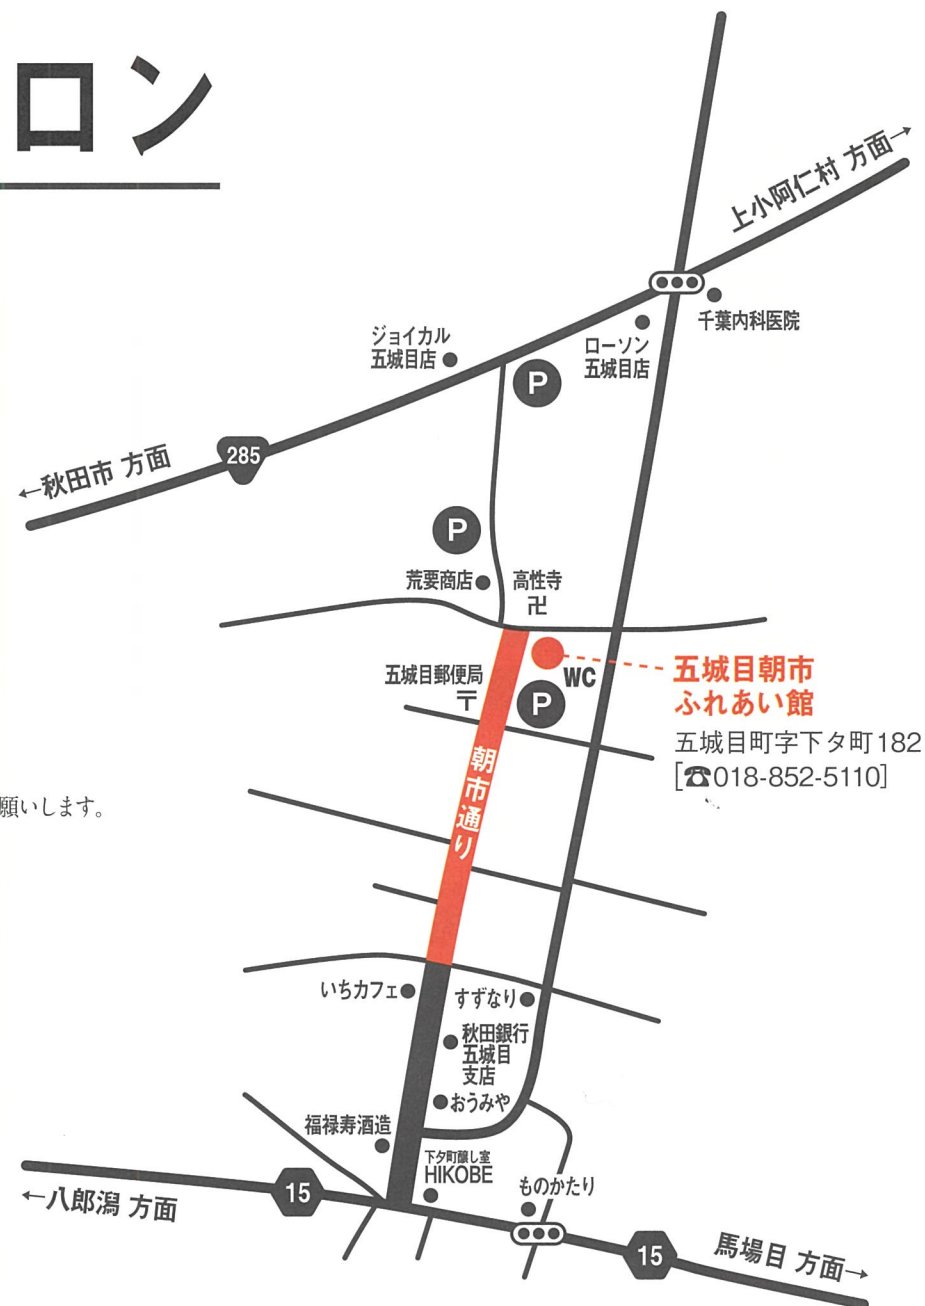 ロン
上小阿仁村 方面→
千葉内科医院
ローソン
五城目店
ジョイカル
五城目店
P
285
←秋田市 方面
P
荒要商店
高性寺
卍
五城目郵便局
〒
WC
P
五城目朝市
ふれあい館
五城目町字下タ町182
[☎018-852-5110]
朝市通り
願いします。
いちカフェ
すずなり
秋田銀行
五城目
支店
おうみや
福禄寿酒造
下タ町醸し室
HIKOBE
ものかたり
15
←八郎潟 方面
15
馬場目 方面→